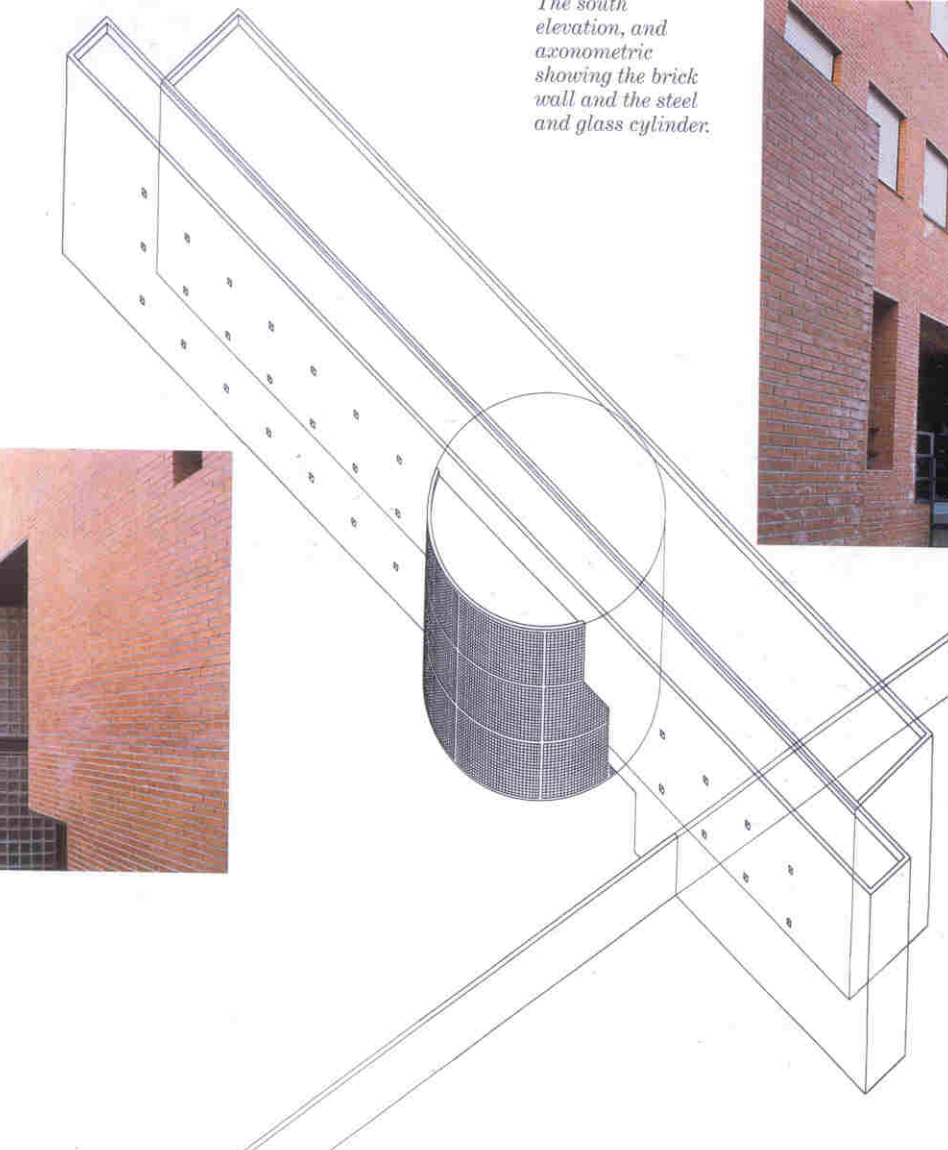 The south
elevation, and
axonometric
showing the brick
wall and the steel
and glass cylinder.